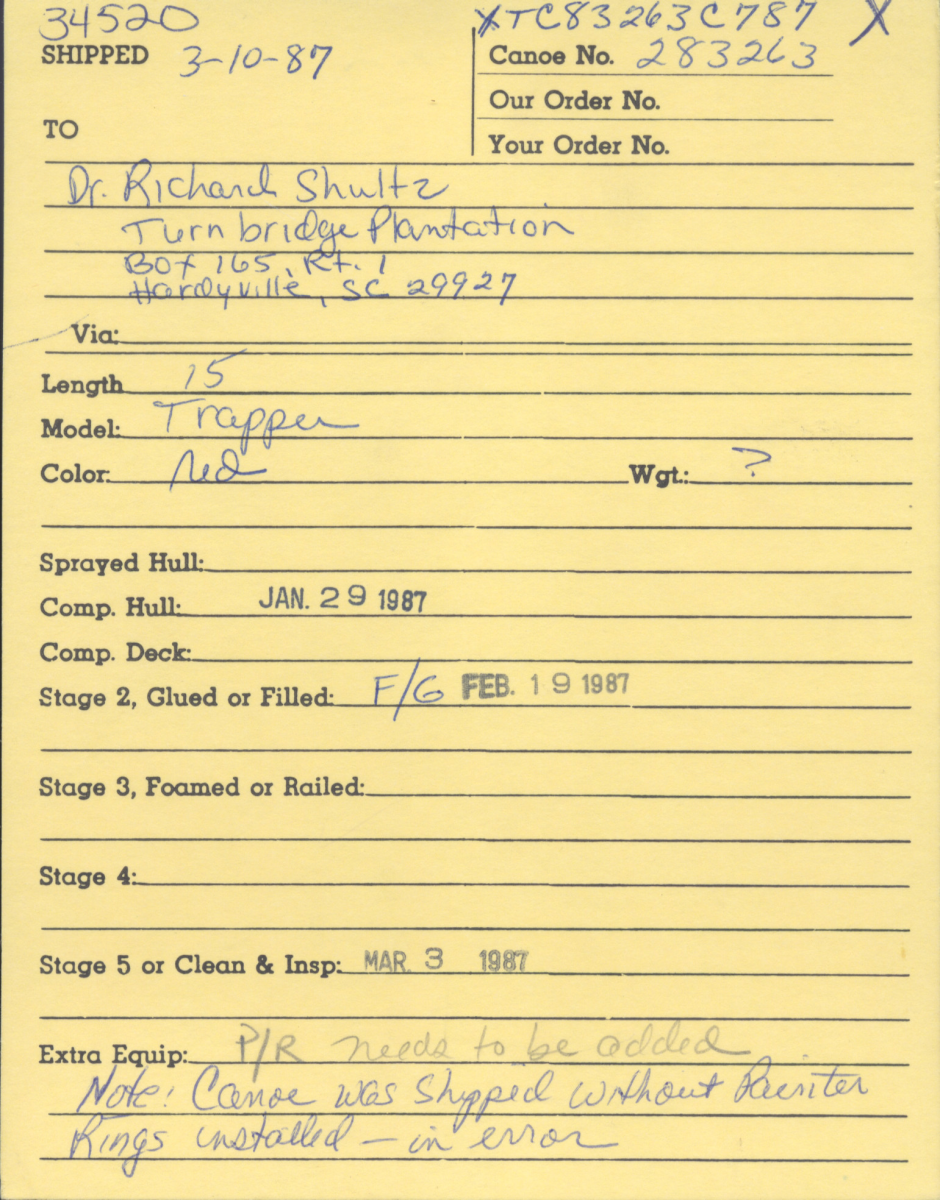 34520
XTC83263C787 X
SHIPPED 3-10-87
Canoe No. 283263
Our Order No.
TO
Your Order No.
Dr. Richard Shultz
Turnbridge Plantation
Box 165, Rt. 1
Hardyville, SC 29927
Via:
Length 15
Model: Trapper
Color: Red Wgt.: ?
Sprayed Hull:
Comp. Hull: JAN. 29 1987
Comp. Deck:
Stage 2, Glued or Filled: F/G FEB. 19 1987
Stage 3, Foamed or Railed:
Stage 4:
Stage 5 or Clean & Insp: MAR. 3 1987
Extra Equip: P/R needs to be added
Note: Canoe was shipped without Painter
Rings installed — in error